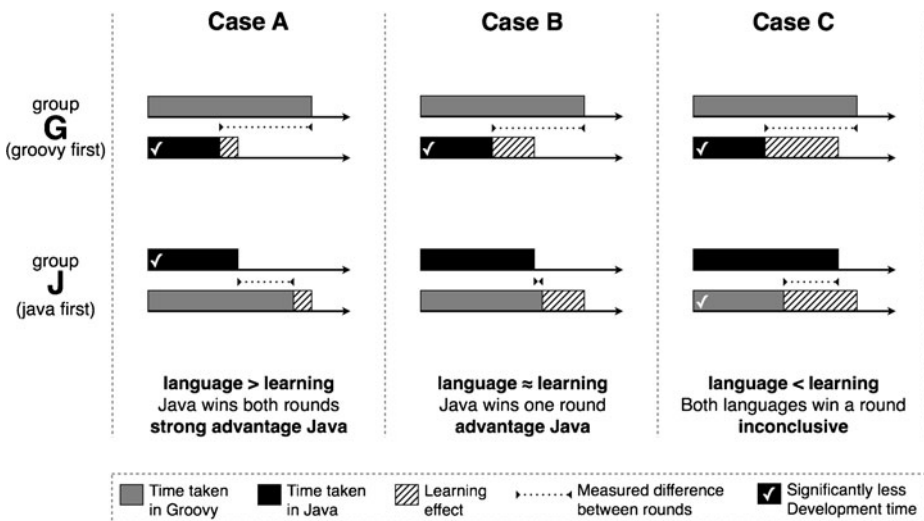 Case A
Case B
Case C
group
G
(groovy first)
group
J
(java first)
language > learning
Java wins both rounds
strong advantage Java
language ≈ learning
Java wins one round
advantage Java
language < learning
Both languages win a round
inconclusive
Time taken
in Groovy
Time taken
in Java
Learning
effect
Measured difference
between rounds
Significantly less
Development time